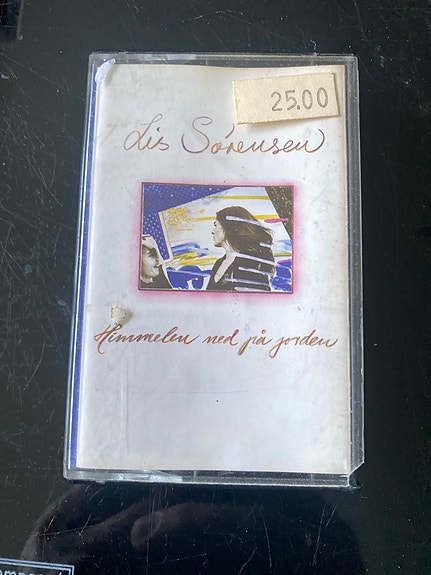 25.00
Lis Sørensen
Himmelen ned på jorden